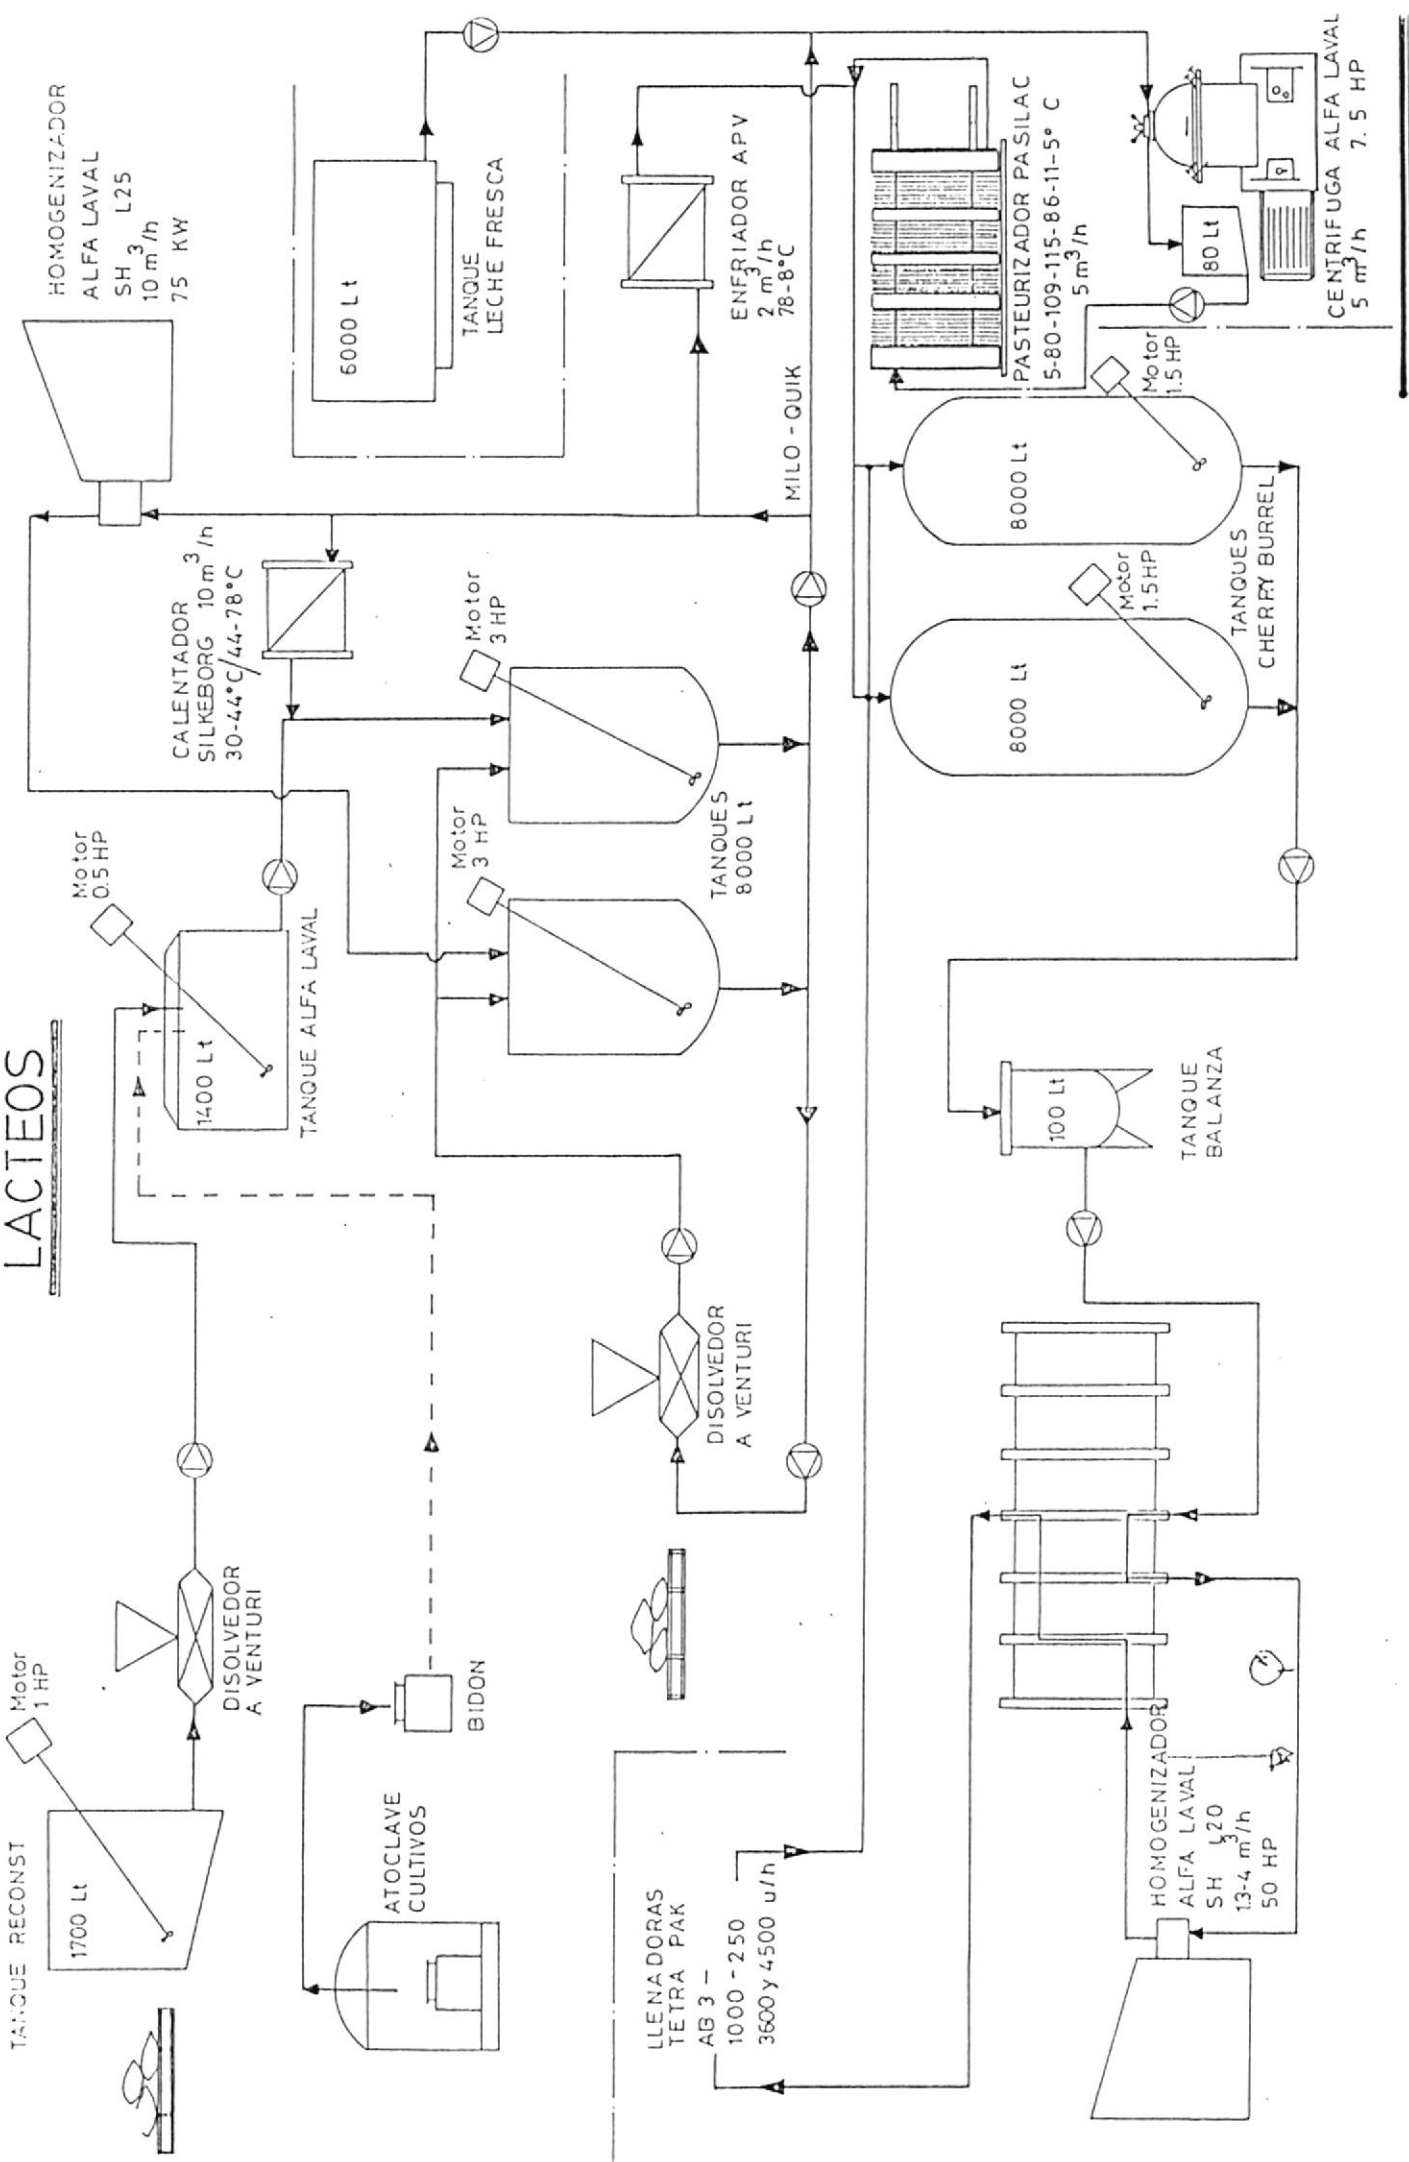 LACTEOS
TANQUE RECONST
1700 Lt
Motor
1 HP
DISOLVEDOR
A VENTURI
ATOCLAVE
CULTIVOS
BIDON
1400 Lt
Motor
0.5 HP
TANQUE ALFA LAVAL
CALENTADOR
SILKEBORG 10 m³/h
30-44°C/44-78°C
HOMOGENIZADOR
ALFA LAVAL
SH L25
10 m³/h
75 KW
6000 Lt
TANQUE
LECHE FRESCA
Motor
3 HP
Motor
3 HP
TANQUES
8000 Lt
DISOLVEDOR
A VENTURI
MILO - QUIK
ENFRIADOR APV
2 m³/h
78-8°C
PASTEURIZADOR PASILAC
5-80-109-115-86-11-5° C
5 m³/h
80 Lt
CENTRIFUGA ALFA LAVAL
5 m³/h 7.5 HP
8000 Lt
Motor
1.5 HP
8000 Lt
Motor
1.5 HP
TANQUES
CHERRY BURREL
100 Lt
TANQUE
BALANZA
LLENADORAS
TETRA PAK
AB 3 -
1000 - 250
3600 y 4500 u/h
HOMOGENIZADOR
ALFA LAVAL
SH L20
1.3-4 m³/h
50 HP